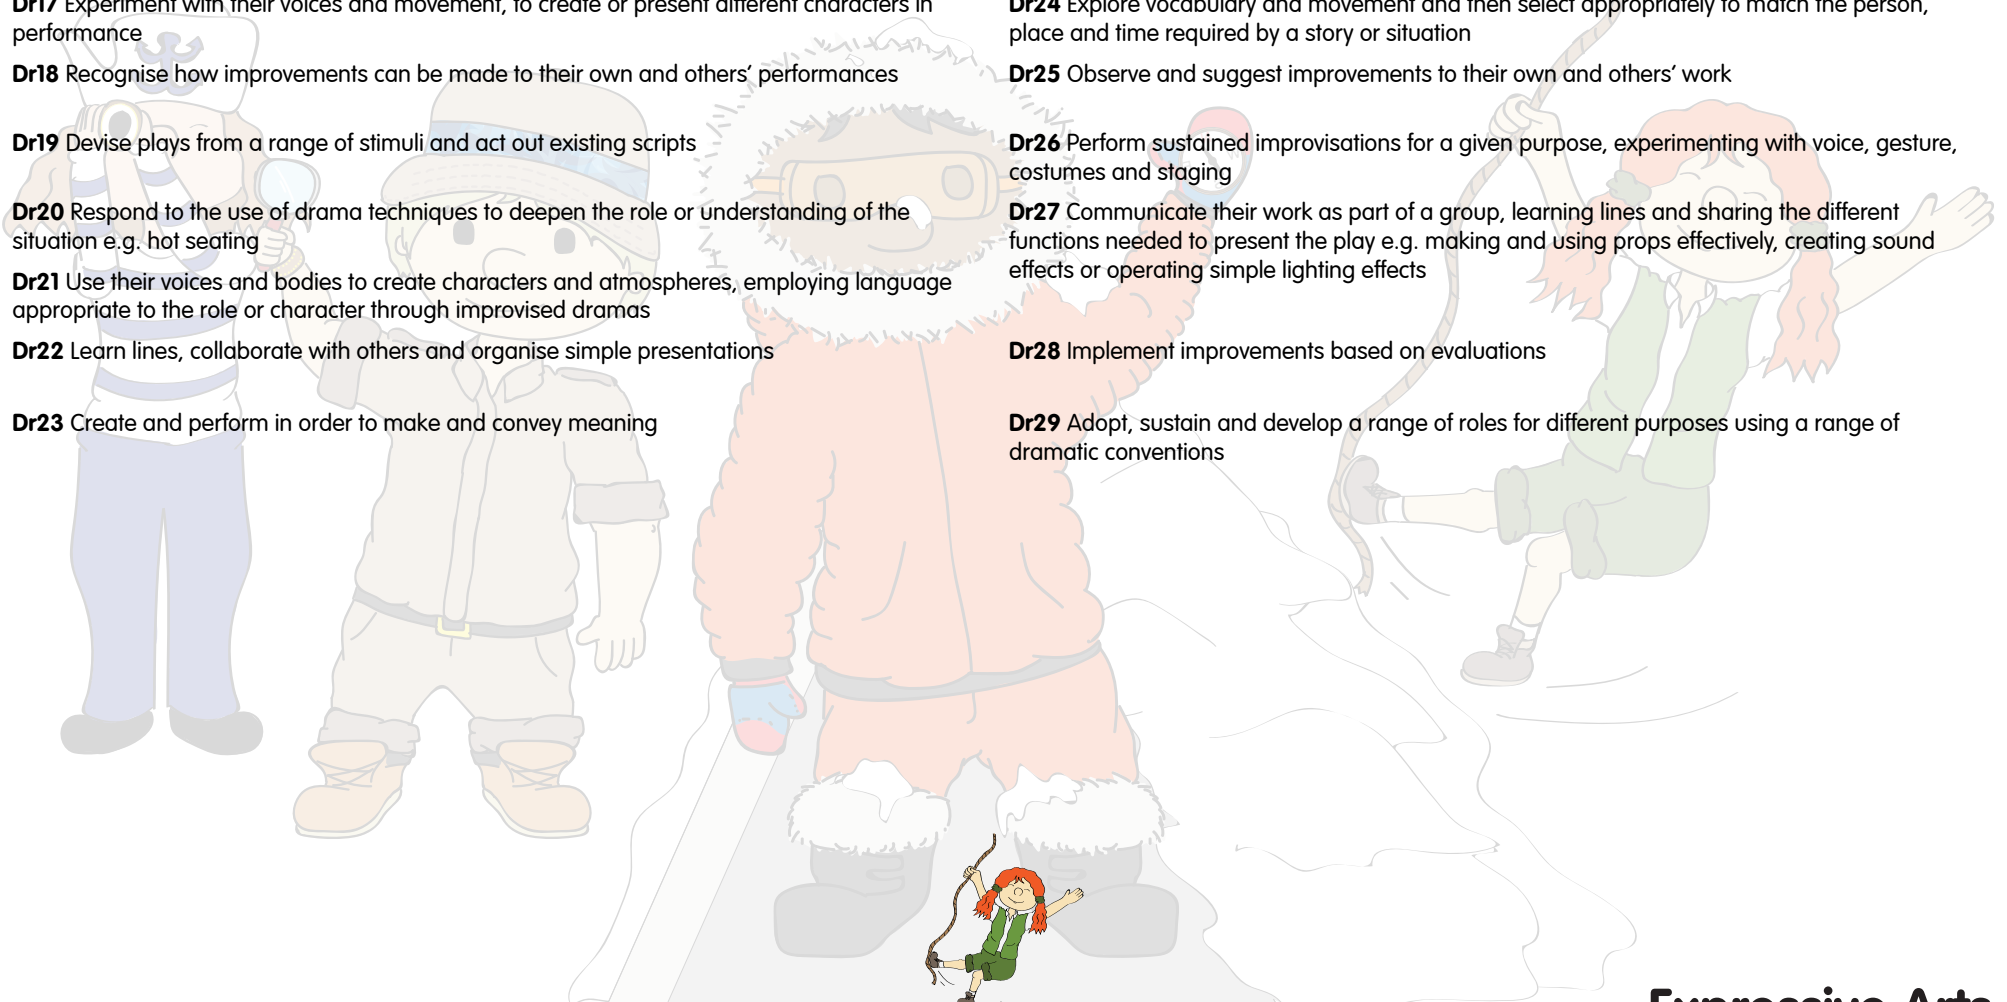 Dr17 Experiment with their voices and movement, to create or present different characters in
performance
Dr18 Recognise how improvements can be made to their own and others’ performances
Dr19 Devise plays from a range of stimuli and act out existing scripts
Dr20 Respond to the use of drama techniques to deepen the role or understanding of the
situation e.g. hot seating
Dr21 Use their voices and bodies to create characters and atmospheres, employing language
appropriate to the role or character through improvised dramas
Dr22 Learn lines, collaborate with others and organise simple presentations
Dr23 Create and perform in order to make and convey meaning
Dr24 Explore vocabulary and movement and then select appropriately to match the person,
place and time required by a story or situation
Dr25 Observe and suggest improvements to their own and others’ work
Dr26 Perform sustained improvisations for a given purpose, experimenting with voice, gesture,
costumes and staging
Dr27 Communicate their work as part of a group, learning lines and sharing the different
functions needed to present the play e.g. making and using props effectively, creating sound
effects or operating simple lighting effects
Dr28 Implement improvements based on evaluations
Dr29 Adopt, sustain and develop a range of roles for different purposes using a range of
dramatic conventions
Expressive Arts